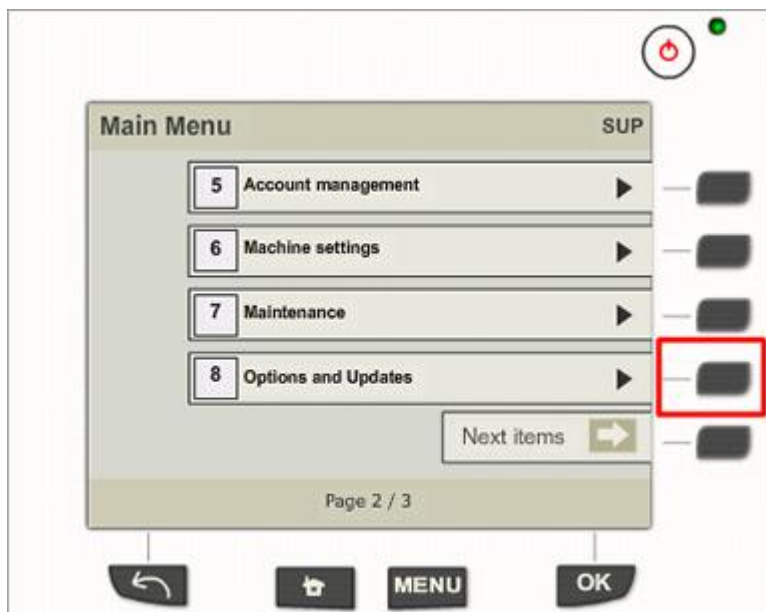 Main Menu SUP
5 Account management
6 Machine settings
7 Maintenance
8 Options and Updates
Next items
Page 2 / 3
MENU OK